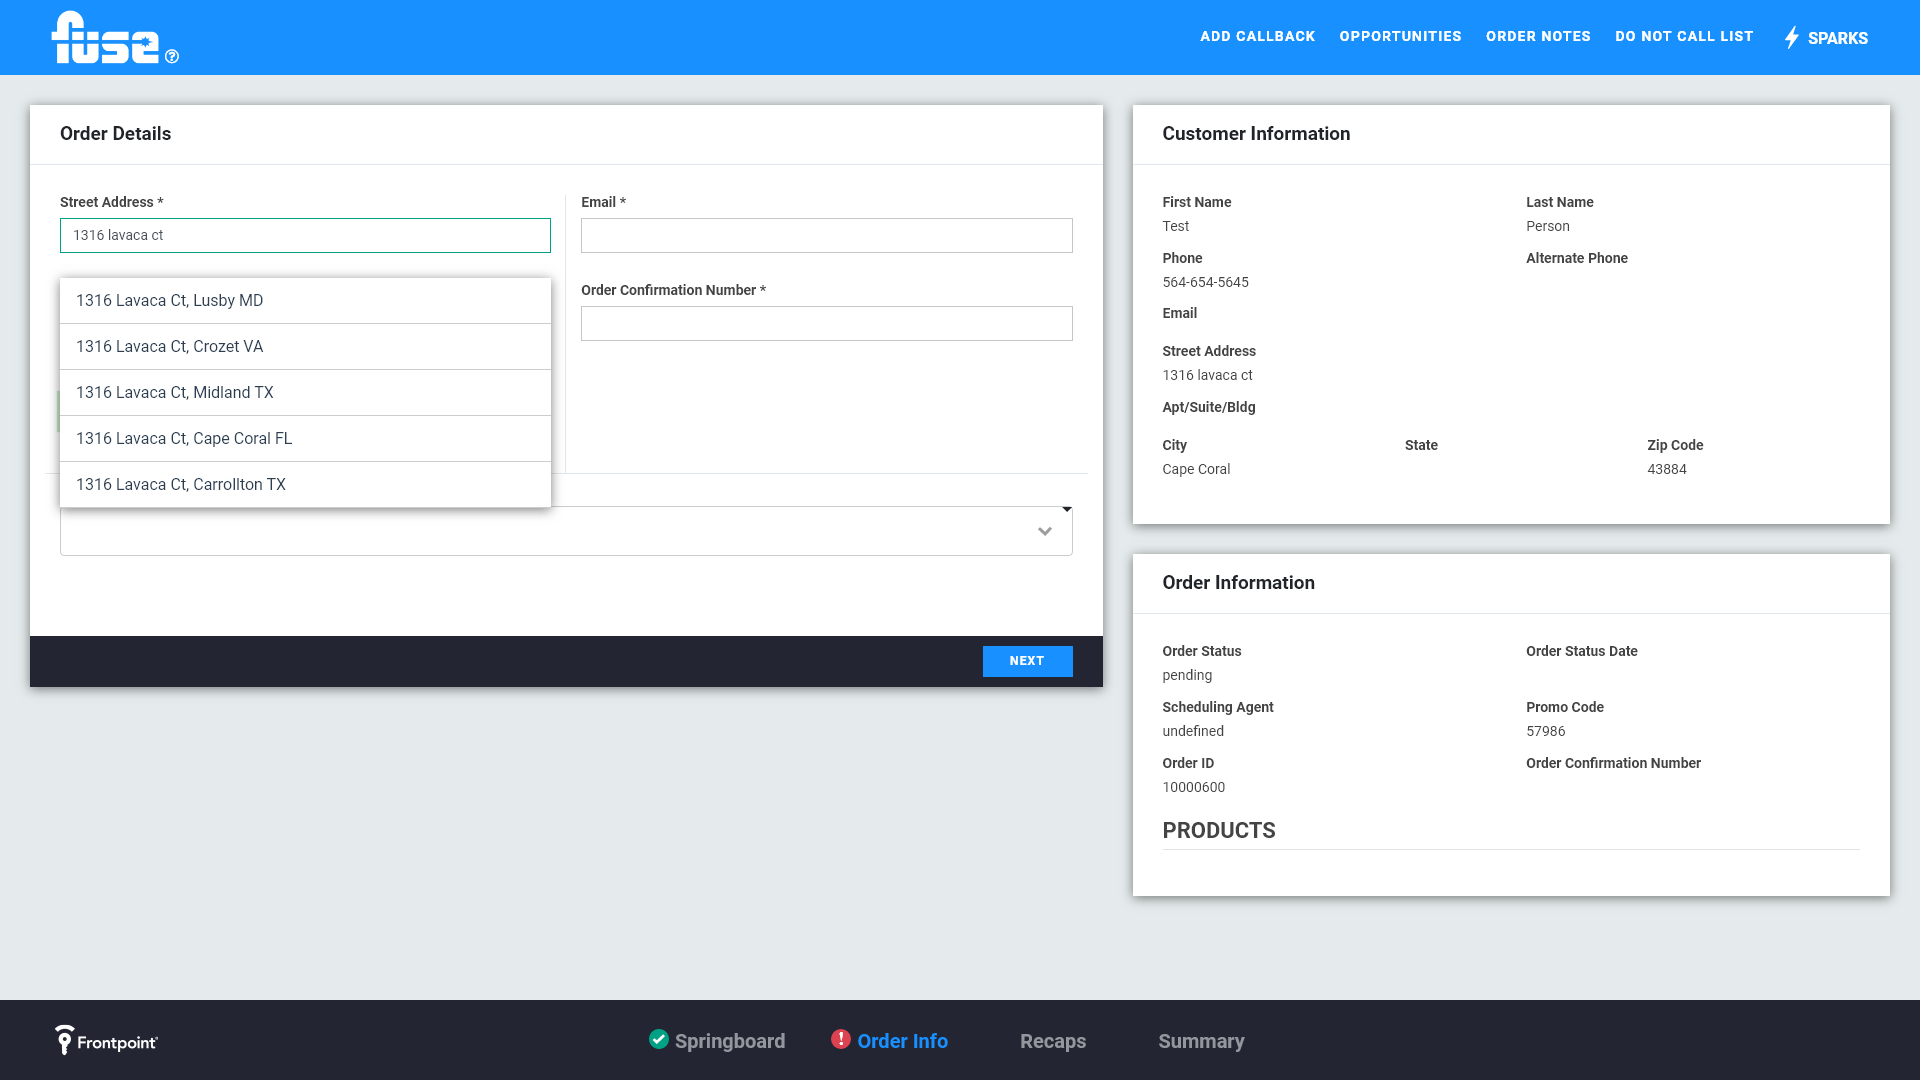 fuse ?
ADD CALLBACK OPPORTUNITIES ORDER NOTES DO NOT CALL LIST SPARKS
Order Details
Street Address *
1316 lavaca ct
1316 Lavaca Ct, Lusby MD
1316 Lavaca Ct, Crozet VA
1316 Lavaca Ct, Midland TX
1316 Lavaca Ct, Cape Coral FL
1316 Lavaca Ct, Carrollton TX
Email *
Order Confirmation Number *
NEXT
Customer Information
First Name Last Name
Test Person
Phone Alternate Phone
564-654-5645
Email
Street Address
1316 lavaca ct
Apt/Suite/Bldg
City State Zip Code
Cape Coral 43884
Order Information
Order Status Order Status Date
pending
Scheduling Agent Promo Code
undefined 57986
Order ID Order Confirmation Number
10000600
PRODUCTS
Frontpoint Springboard Order Info Recaps Summary